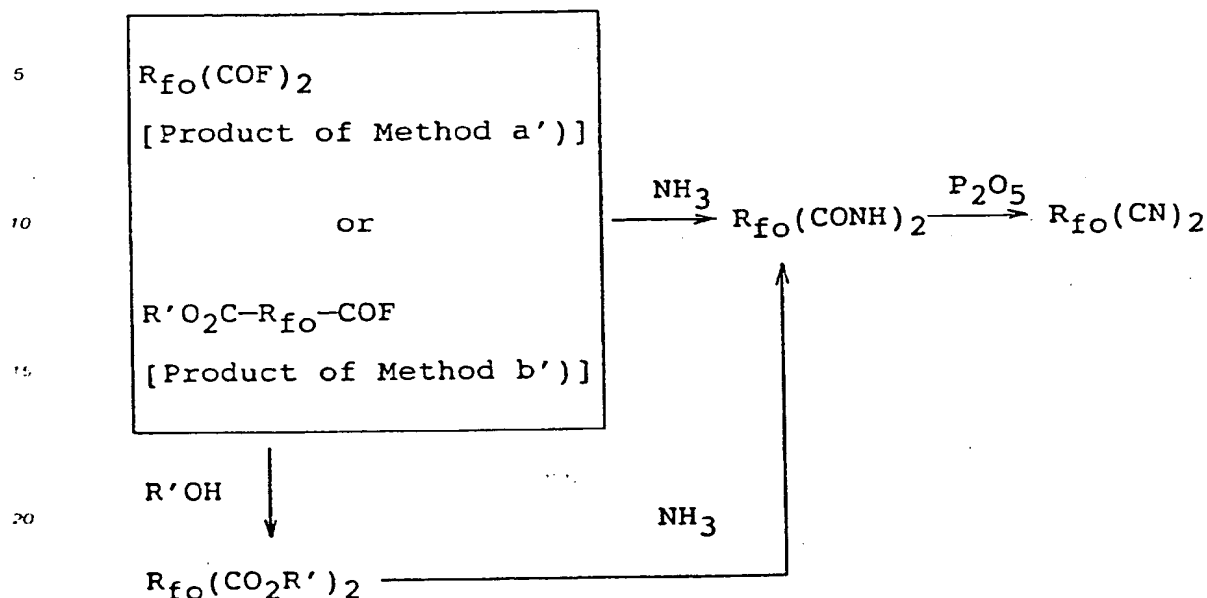 5
R_fo(COF)_2
[Product of Method a')]
10
or
NH_3
R_fo(CONH)_2
P_2O_5
R_fo(CN)_2
R'O_2C—R_fo—COF
15
[Product of Method b')]
R'OH
20
NH_3
R_fo(CO_2R')_2